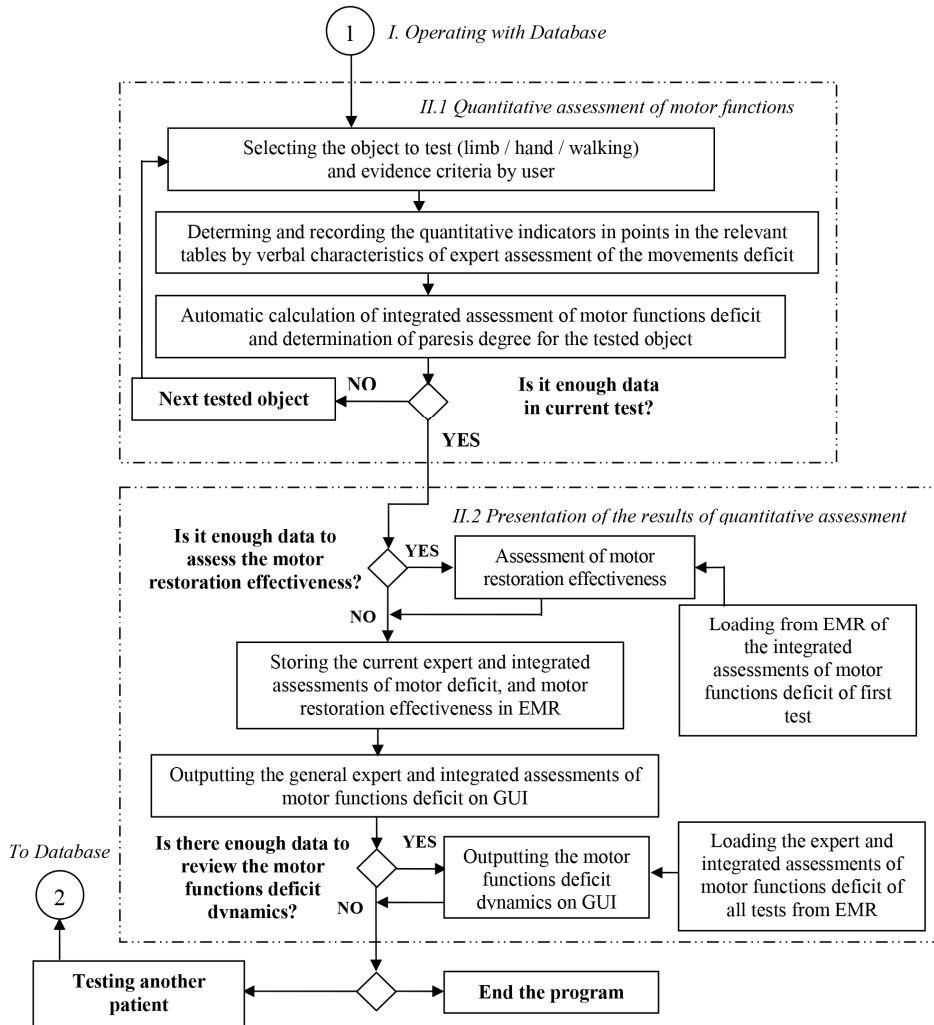 1
I. Operating with Database
II.1 Quantitative assessment of motor functions
Selecting the object to test (limb / hand / walking)
and evidence criteria by user
Determing and recording the quantitative indicators in points in the relevant
tables by verbal characteristics of expert assessment of the movements deficit
Automatic calculation of integrated assessment of motor functions deficit
and determination of paresis degree for the tested object
Next tested object
NO
Is it enough data
in current test?
YES
II.2 Presentation of the results of quantitative assessment
Is it enough data to
assess the motor
restoration effectiveness?
YES
Assessment of motor
restoration effectiveness
NO
Loading from EMR of
the integrated
assessments of motor
functions deficit of first
test
Storing the current expert and integrated
assessments of motor deficit, and motor
restoration effectiveness in EMR
Outputting the general expert and integrated assessments of
motor functions deficit on GUI
Is there enough data to
review the motor
functions deficit
dynamics?
YES
NO
Outputting the motor
functions deficit
dynamics on GUI
Loading the expert and
integrated assessments of
motor functions deficit of
all tests from EMR
To Database
2
Testing another
patient
End the program